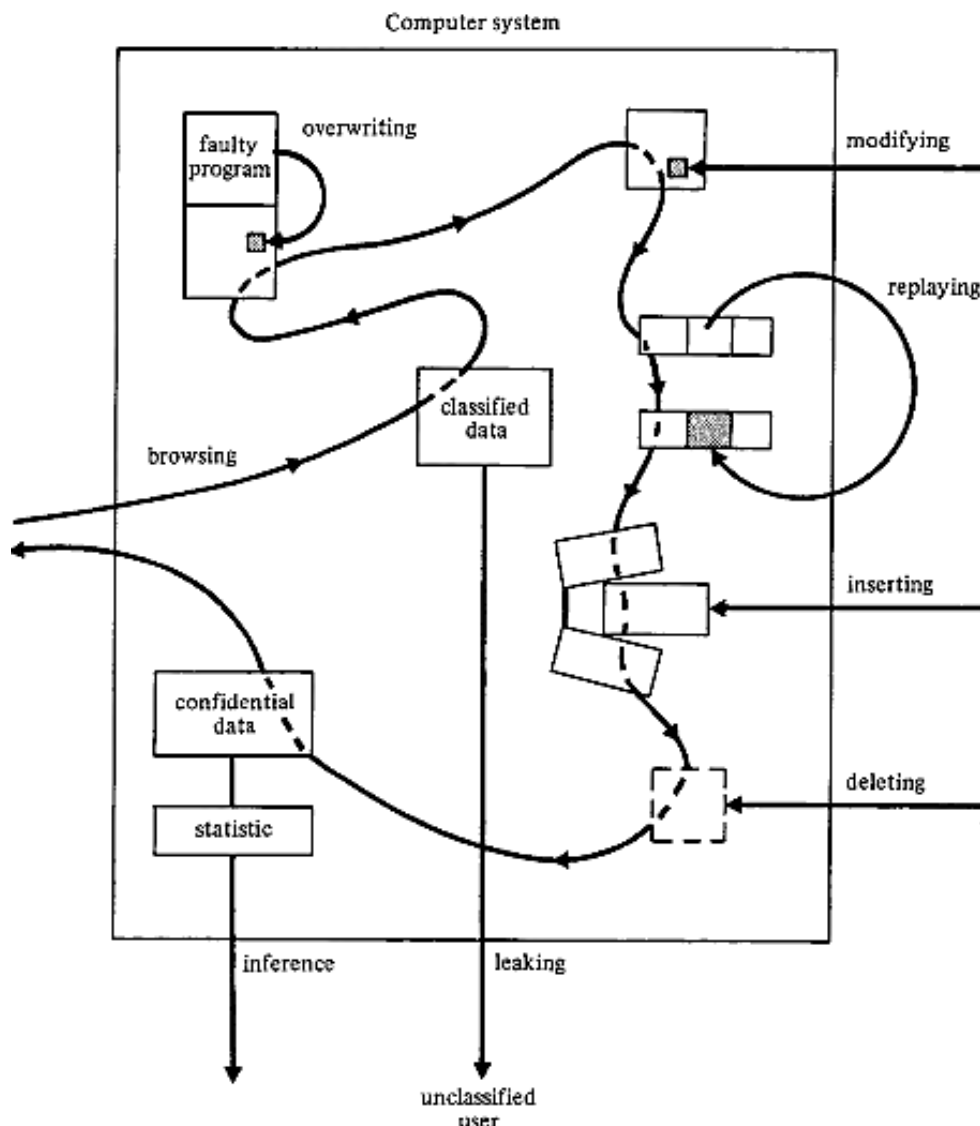 Computer system
faulty
program
overwriting
modifying
replaying
classified
data
browsing
inserting
confidential
data
deleting
statistic
inference
leaking
unclassified
user